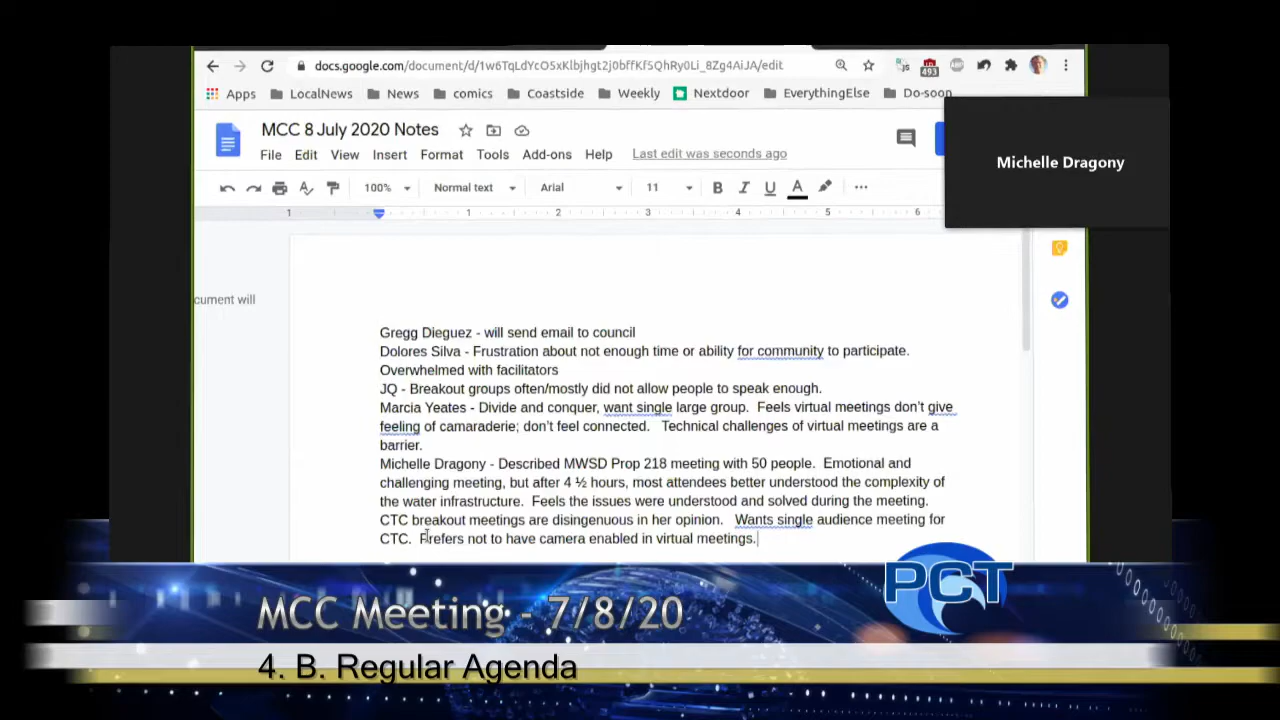 docs.google.com/document/d/1w6TqLdYcO5xKlbjhgt2j0bffKfSQhRy0Li_8Zg4AiJA/edit
493
Apps LocalNews News comics Coastside Weekly Nextdoor EverythingElse Do-soon
MCC 8 July 2020 Notes
File Edit View Insert Format Tools Add-ons Help Last edit was seconds ago
Michelle Dragony
100% Normal text Arial 11 B I U A
1 1 2 3 4 5 6
cument will
Gregg Dieguez - will send email to council
Dolores Silva - Frustration about not enough time or ability for community to participate.
Overwhelmed with facilitators
JQ - Breakout groups often/mostly did not allow people to speak enough.
Marcia Yeates - Divide and conquer, want single large group. Feels virtual meetings don't give
feeling of camaraderie; don't feel connected. Technical challenges of virtual meetings are a
barrier.
Michelle Dragony - Described MWSD Prop 218 meeting with 50 people. Emotional and
challenging meeting, but after 4 ½ hours, most attendees better understood the complexity of
the water infrastructure. Feels the issues were understood and solved during the meeting.
CTC breakout meetings are disingenuous in her opinion. Wants single audience meeting for
CTC. Prefers not to have camera enabled in virtual meetings.
PCT
MCC Meeting - 7/8/20
4. B. Regular Agenda